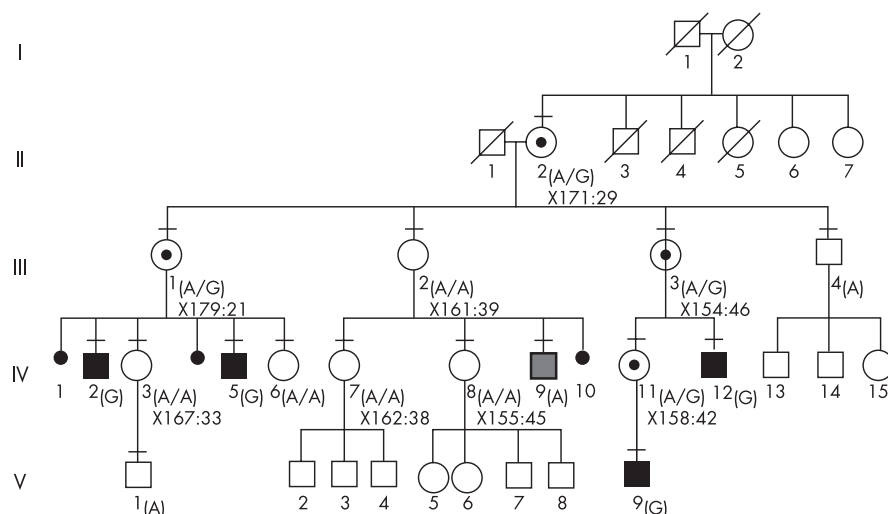 I
1 2
II
1 2 3 4 5 6 7
(A/G)
X171:29
III
1(A/G) 2(A/A) 3(A/G) 4(A)
X179:21 X161:39 X154:46
IV
1 2(G) 3(A/A) 5(G) 6(A/A) 7(A/A) 8(A/A) 9(A) 10 11(A/G) 12(G) 13 14 15
X167:33 X162:38 X155:45 X158:42
V
1(A) 2 3 4 5 6 7 8 9(G)